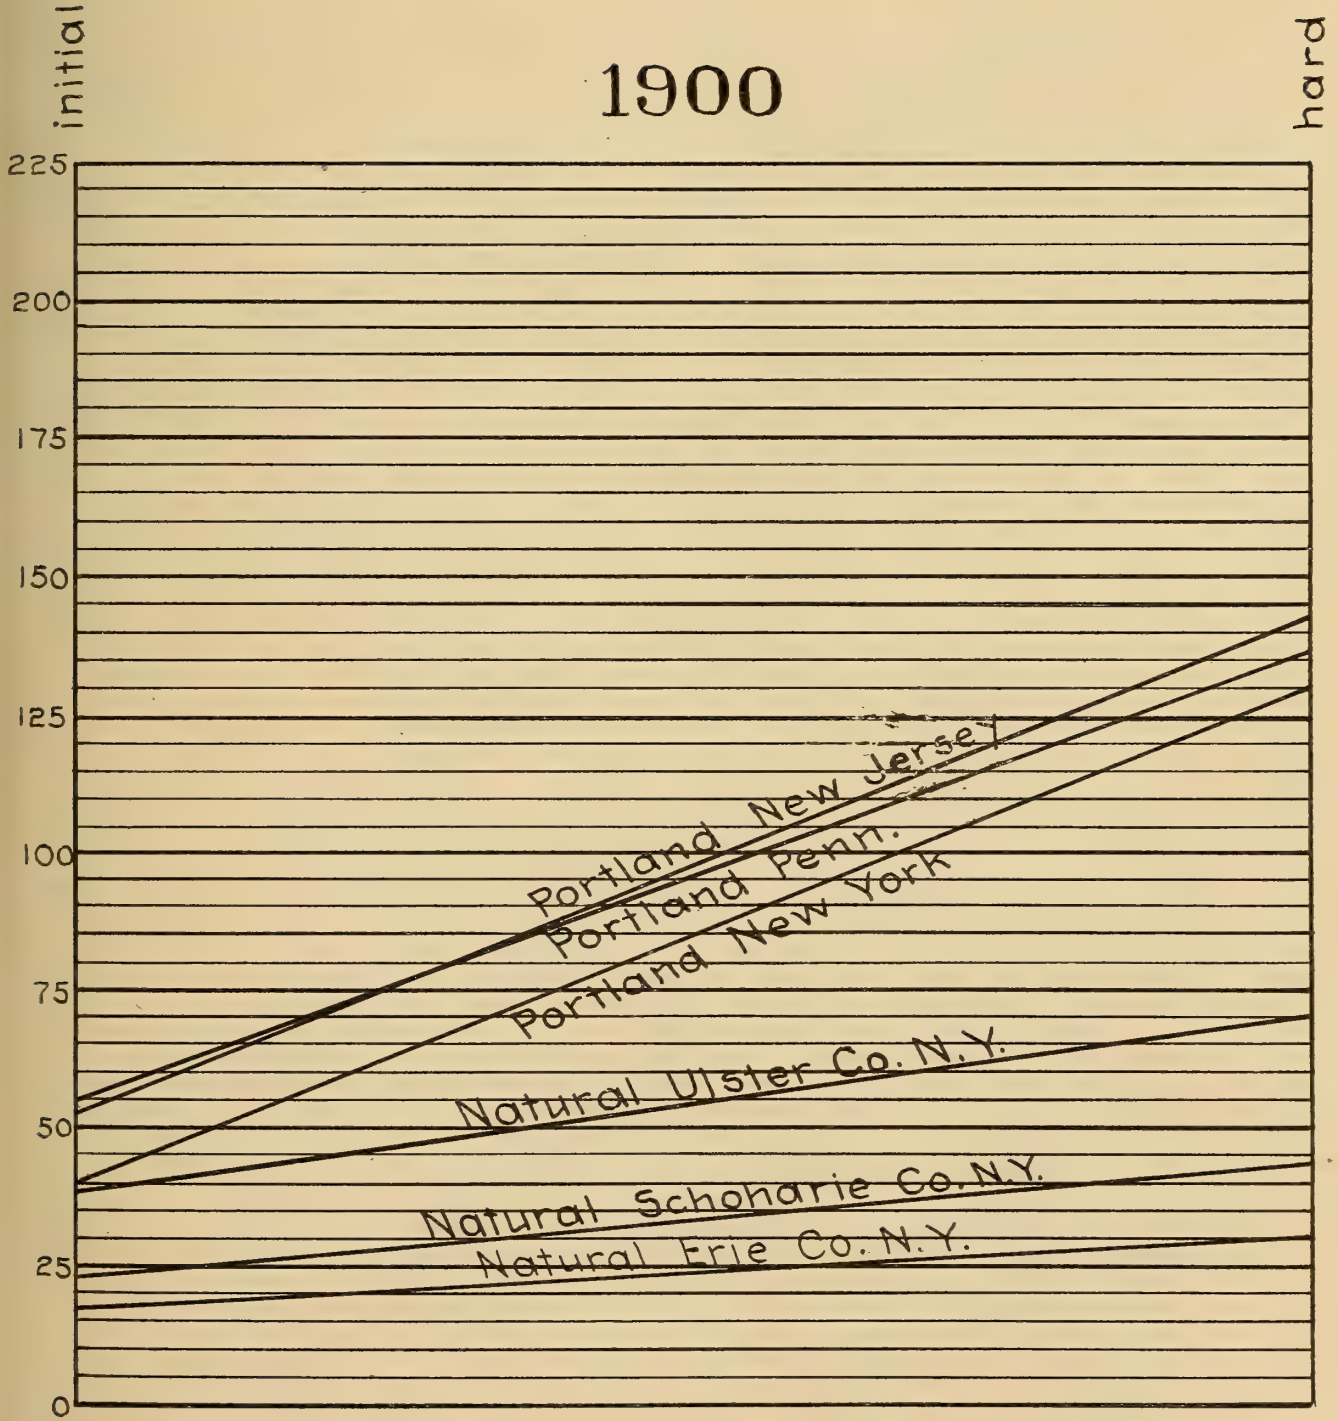 initial
hard
1900
225
200
175
150
125
100
75
50
25
0
Portland New Jersey
Portland Penn.
Portland New York
Natural Ulster Co. N.Y.
Natural Schoharie Co. N.Y.
Natural Erie Co. N.Y.